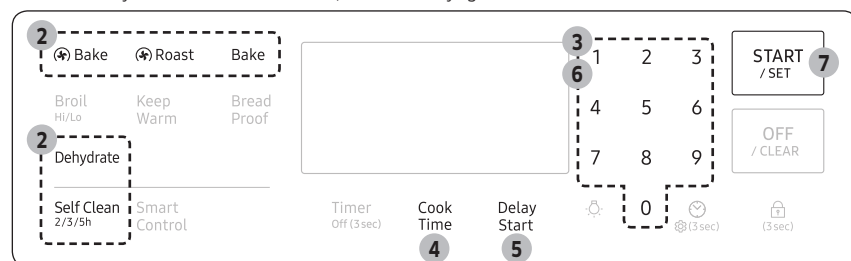 2
Bake Roast Bake
3
1 2 3
START
/ SET
7
6
Broil
Hi/Lo
Keep
Warm
Bread
Proof
4 5 6
OFF
/ CLEAR
2
Dehydrate
7 8 9
Self Clean
2/3/5h
Smart
Control
Timer
Off (3 sec)
Cook
Time
Delay
Start
0
(3 sec)
(3 sec)
4
5